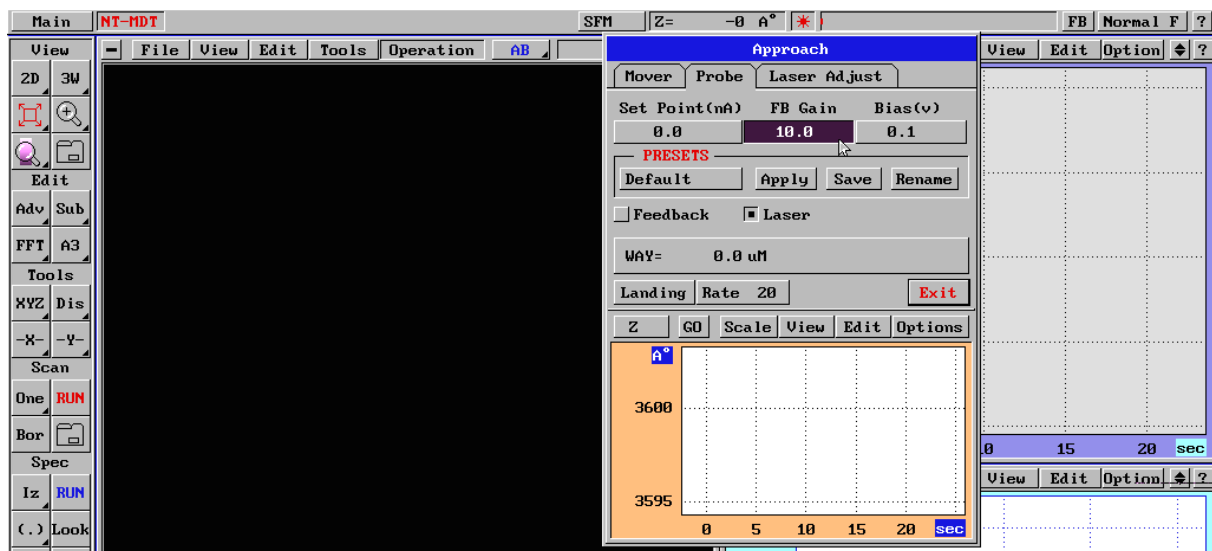 Main NT-MDT SFM Z= -0 A° FB Normal F ?
View File View Edit Tools Operation AB Approach View Edit Option ?
2D 3W Mover Probe Laser Adjust
Set Point(nA) FB Gain Bias(v)
0.0 10.0 0.1
PRESETS
Default Apply Save Rename
Edit
Adv Sub
Feedback Laser
FFT A3
WAY= 0.0 uM
Tools
XYZ Dis Landing Rate 20 Exit
-X- -Y- Z GO Scale View Edit Options
A°
Scan
One RUN 3600
Bor
10 15 20 sec
Spec
View Edit Option ?
Iz RUN
3595
(.) Look 0 5 10 15 20 sec